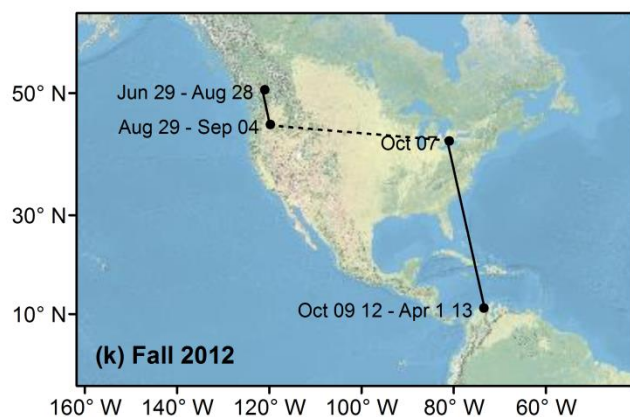 50° N
30° N
10° N
Jun 29 - Aug 28
Aug 29 - Sep 04
Oct 07
Oct 09 12 - Apr 1 13
(k) Fall 2012
160° W 140° W 120° W 100° W 80° W 60° W